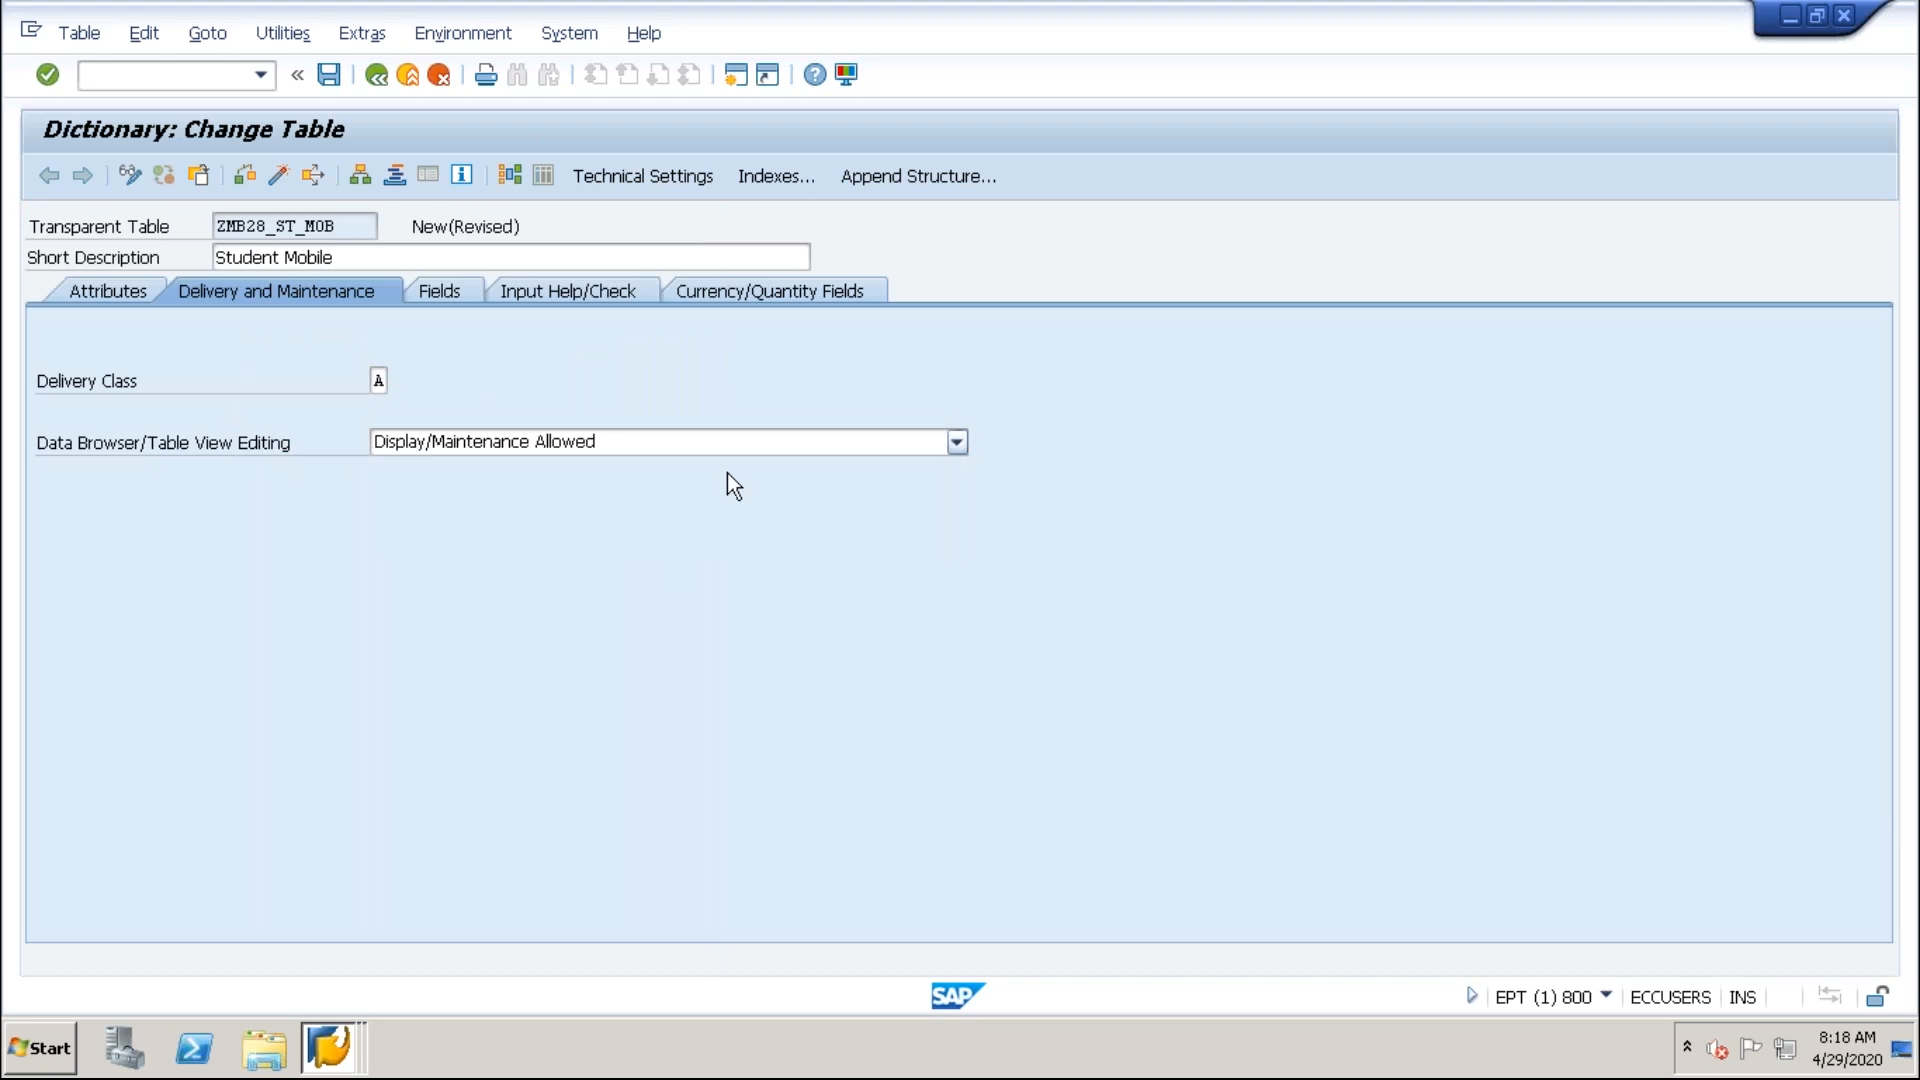 Table Edit Goto Utilities Extras Environment System Help
Dictionary: Change Table
Technical Settings Indexes... Append Structure...
Transparent Table ZMB28_ST_MOB New(Revised)
Short Description Student Mobile
Attributes Delivery and Maintenance Fields Input Help/Check Currency/Quantity Fields
Delivery Class A
Data Browser/Table View Editing Display/Maintenance Allowed
SAP EPT (1) 800 ECCUSERS INS
Start 8:18 AM
4/29/2020